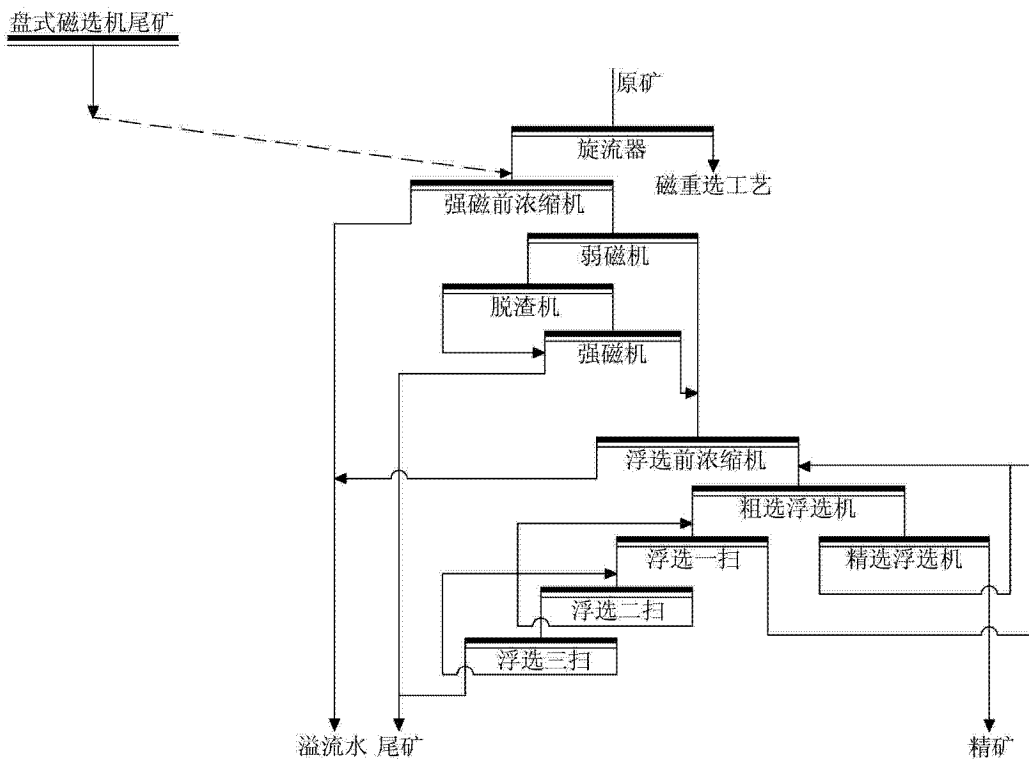 盘式磁选机尾矿
原矿
旋流器
磁重选工艺
强磁前浓缩机
弱磁机
脱渣机
强磁机
浮选前浓缩机
粗选浮选机
浮选一扫
精选浮选机
浮选二扫
浮选三扫
溢流水
尾矿
精矿